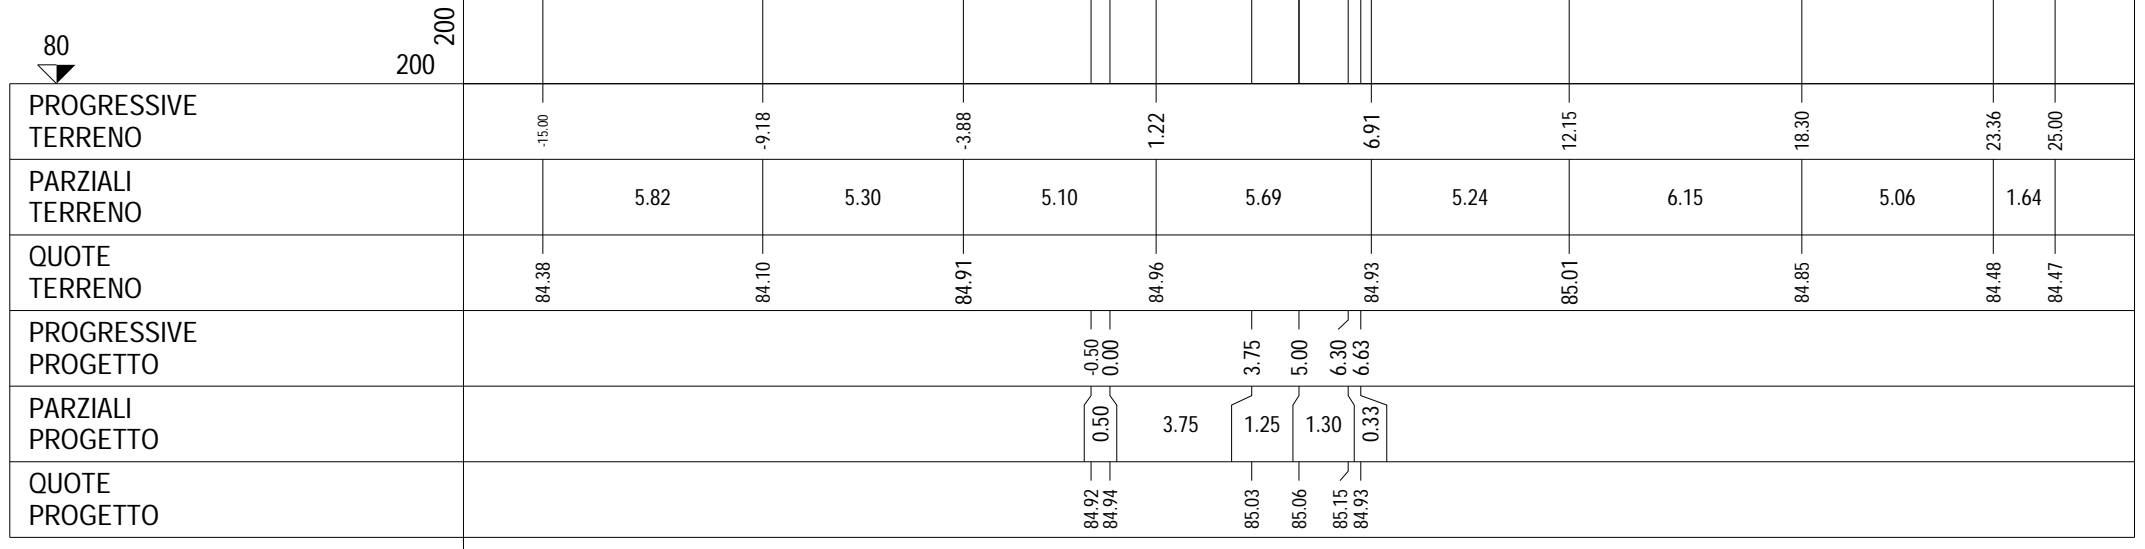 200
80
200
PROGRESSIVE
TERRENO
-15.00 -9.18 -3.88 1.22 6.91 12.15 18.30 23.36 25.00
PARZIALI
TERRENO
5.82 5.30 5.10 5.69 5.24 6.15 5.06 1.64
QUOTE
TERRENO
84.38 84.10 84.91 84.96 84.93 85.01 84.85 84.48 84.47
PROGRESSIVE
PROGETTO
-0.50 0.00 3.75 5.00 6.30 6.63
PARZIALI
PROGETTO
0.50 3.75 1.25 1.30 0.33
QUOTE
PROGETTO
84.92 84.94 85.03 85.06 85.15 84.93